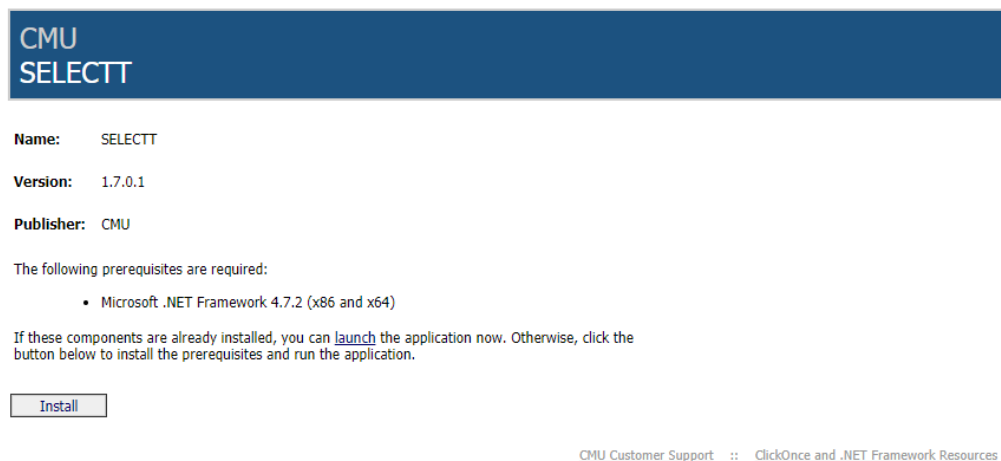 CMU
SELECTT
Name: SELECTT
Version: 1.7.0.1
Publisher: CMU
The following prerequisites are required:
• Microsoft .NET Framework 4.7.2 (x86 and x64)
If these components are already installed, you can launch the application now. Otherwise, click the
button below to install the prerequisites and run the application.
Install
CMU Customer Support :: ClickOnce and .NET Framework Resources